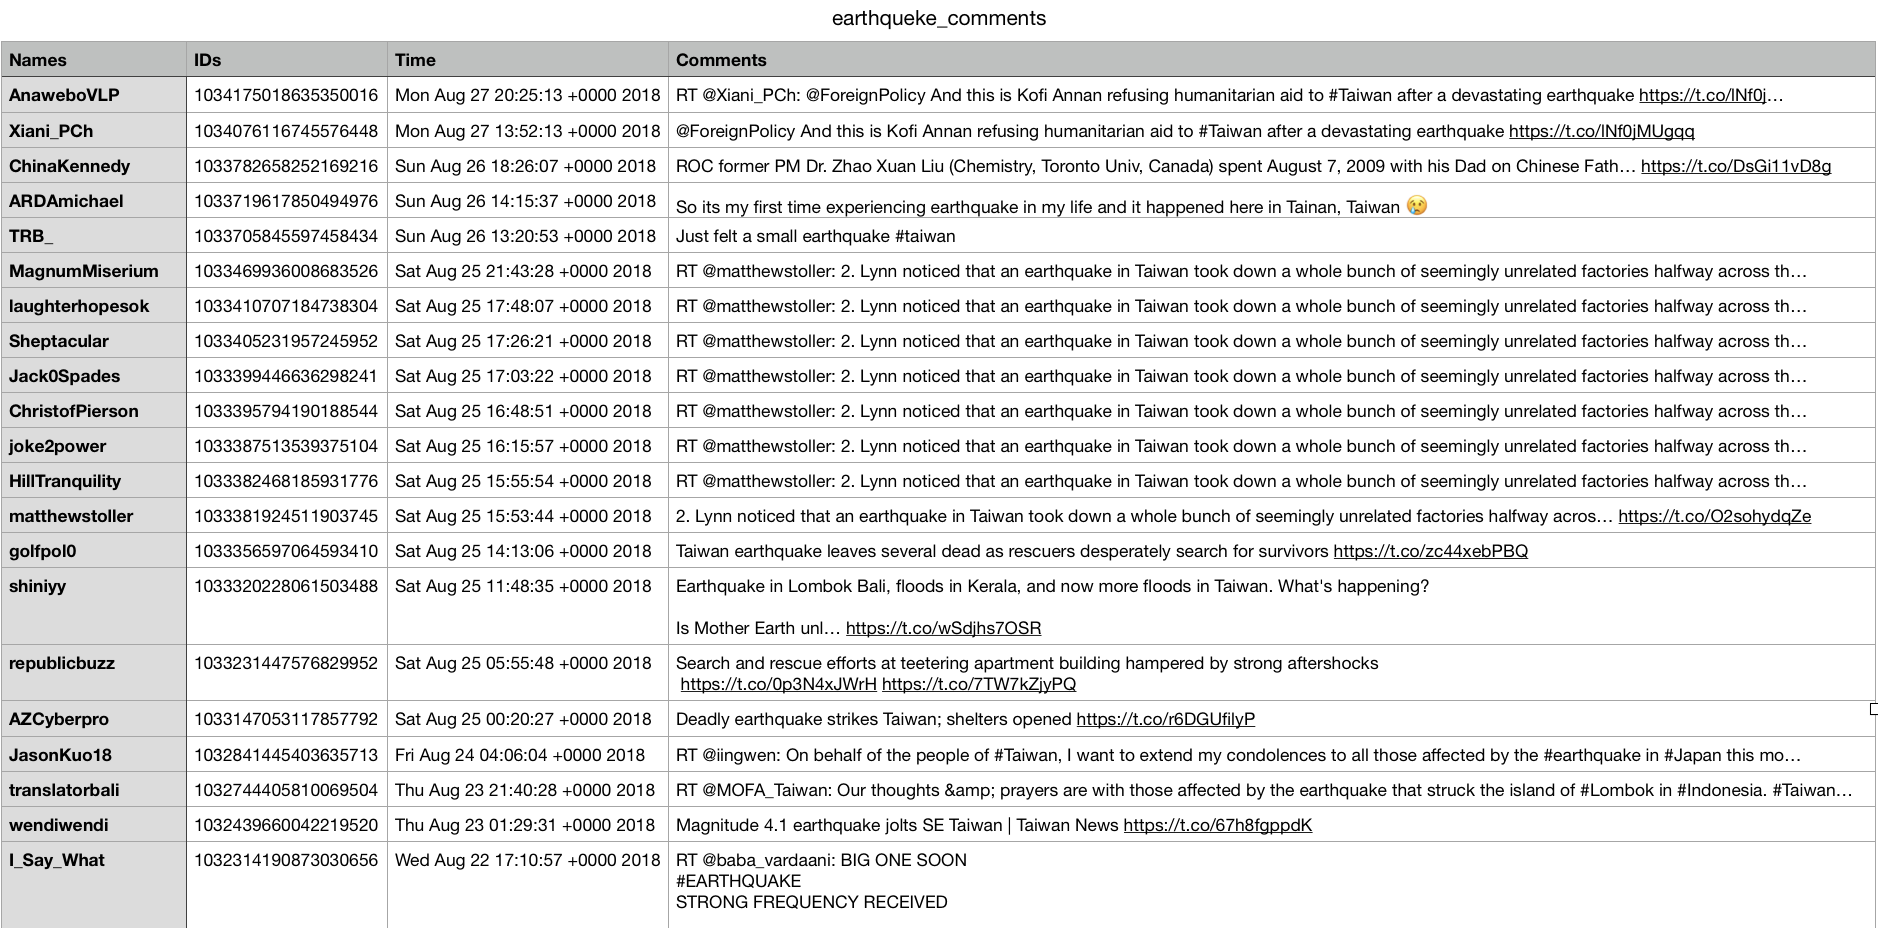 earthqueke_comments
Names IDs Time Comments
AnaweboVLP 1034175018635350016 Mon Aug 27 20:25:13 +0000 2018 RT @Xiani_PCh: @ForeignPolicy And this is Kofi Annan refusing humanitarian aid to #Taiwan after a devastating earthquake https://t.co/lNf0j…
Xiani_PCh 1034076116745576448 Mon Aug 27 13:52:13 +0000 2018 @ForeignPolicy And this is Kofi Annan refusing humanitarian aid to #Taiwan after a devastating earthquake https://t.co/lNf0jMUgqq
ChinaKennedy 1033782658252169216 Sun Aug 26 18:26:07 +0000 2018 ROC former PM Dr. Zhao Xuan Liu (Chemistry, Toronto Univ, Canada) spent August 7, 2009 with his Dad on Chinese Fath… https://t.co/DsGi11vD8g
ARDAmichael 1033719617850494976 Sun Aug 26 14:15:37 +0000 2018 So its my first time experiencing earthquake in my life and it happened here in Tainan, Taiwan 😢
TRB_ 1033705845597458434 Sun Aug 26 13:20:53 +0000 2018 Just felt a small earthquake #taiwan
MagnumMiserium 1033469936008683526 Sat Aug 25 21:43:28 +0000 2018 RT @matthewstoller: 2. Lynn noticed that an earthquake in Taiwan took down a whole bunch of seemingly unrelated factories halfway across th…
laughterhopesok 1033410707184738304 Sat Aug 25 17:48:07 +0000 2018 RT @matthewstoller: 2. Lynn noticed that an earthquake in Taiwan took down a whole bunch of seemingly unrelated factories halfway across th…
Sheptacular 1033405231957245952 Sat Aug 25 17:26:21 +0000 2018 RT @matthewstoller: 2. Lynn noticed that an earthquake in Taiwan took down a whole bunch of seemingly unrelated factories halfway across th…
Jack0Spades 1033399446636298241 Sat Aug 25 17:03:22 +0000 2018 RT @matthewstoller: 2. Lynn noticed that an earthquake in Taiwan took down a whole bunch of seemingly unrelated factories halfway across th…
ChristofPierson 1033395794190188544 Sat Aug 25 16:48:51 +0000 2018 RT @matthewstoller: 2. Lynn noticed that an earthquake in Taiwan took down a whole bunch of seemingly unrelated factories halfway across th…
joke2power 1033387513539375104 Sat Aug 25 16:15:57 +0000 2018 RT @matthewstoller: 2. Lynn noticed that an earthquake in Taiwan took down a whole bunch of seemingly unrelated factories halfway across th…
HillTranquility 1033382468185931776 Sat Aug 25 15:55:54 +0000 2018 RT @matthewstoller: 2. Lynn noticed that an earthquake in Taiwan took down a whole bunch of seemingly unrelated factories halfway across th…
matthewstoller 1033381924511903745 Sat Aug 25 15:53:44 +0000 2018 2. Lynn noticed that an earthquake in Taiwan took down a whole bunch of seemingly unrelated factories halfway acros… https://t.co/O2sohydqZe
golfpol0 1033356597064593410 Sat Aug 25 14:13:06 +0000 2018 Taiwan earthquake leaves several dead as rescuers desperately search for survivors https://t.co/zc44xebPBQ
shiniyy 1033320228061503488 Sat Aug 25 11:48:35 +0000 2018 Earthquake in Lombok Bali, floods in Kerala, and now more floods in Taiwan. What's happening?
Is Mother Earth unl… https://t.co/wSdjhs7OSR
republicbuzz 1033231447576829952 Sat Aug 25 05:55:48 +0000 2018 Search and rescue efforts at teetering apartment building hampered by strong aftershocks
https://t.co/0p3N4xJWrH https://t.co/7TW7kZjyPQ
AZCyberpro 1033147053117857792 Sat Aug 25 00:20:27 +0000 2018 Deadly earthquake strikes Taiwan; shelters opened https://t.co/r6DGUfilyP
JasonKuo18 1032841445403635713 Fri Aug 24 04:06:04 +0000 2018 RT @iingwen: On behalf of the people of #Taiwan, I want to extend my condolences to all those affected by the #earthquake in #Japan this mo…
translatorbali 1032744405810069504 Thu Aug 23 21:40:28 +0000 2018 RT @MOFA_Taiwan: Our thoughts &amp; prayers are with those affected by the earthquake that struck the island of #Lombok in #Indonesia. #Taiwan…
wendiwendi 1032439660042219520 Thu Aug 23 01:29:31 +0000 2018 Magnitude 4.1 earthquake jolts SE Taiwan | Taiwan News https://t.co/67h8fgppdK
I_Say_What 1032314190873030656 Wed Aug 22 17:10:57 +0000 2018 RT @baba_vardaani: BIG ONE SOON
#EARTHQUAKE
STRONG FREQUENCY RECEIVED